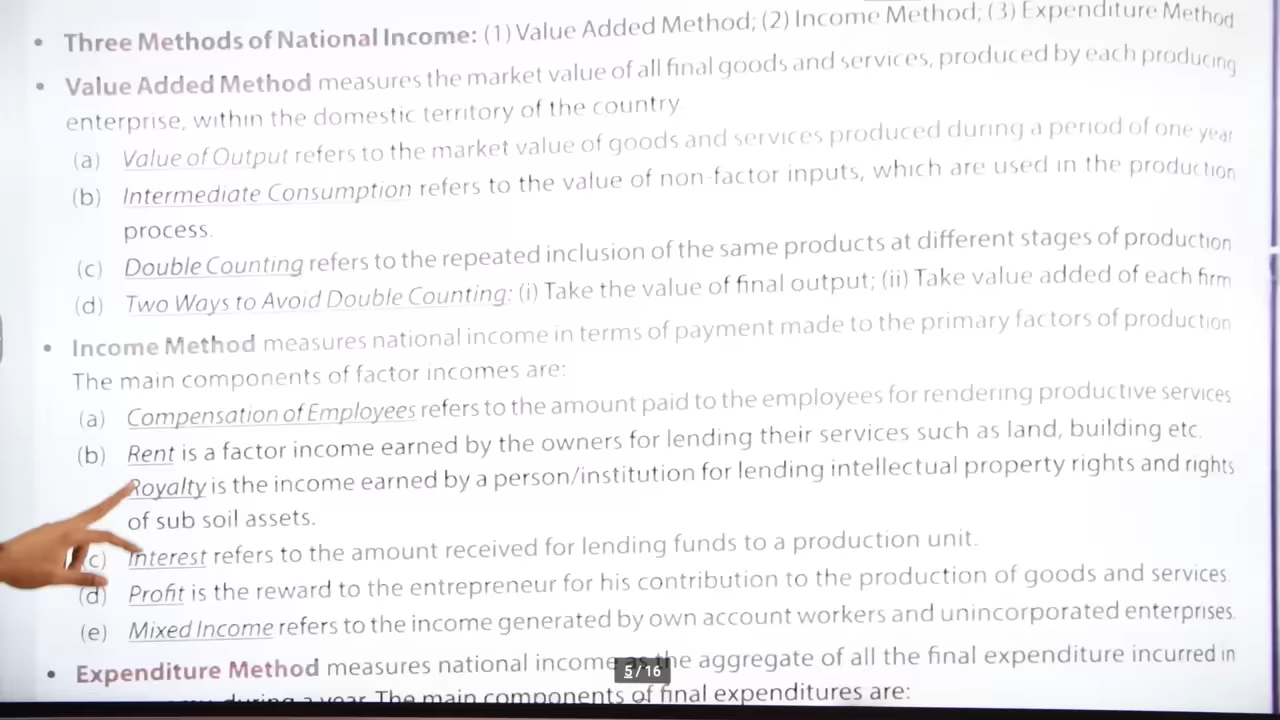 • Three Methods of National Income: (1) Value Added Method; (2) Income Method; (3) Expenditure Method
• Value Added Method measures the market value of all final goods and services, produced by each producing
enterprise, within the domestic territory of the country
(a) Value of Output refers to the market value of goods and services produced during a period of one year
(b) Intermediate Consumption refers to the value of non-factor inputs, which are used in the production
process.
(c) Double Counting refers to the repeated inclusion of the same products at different stages of production
(d) Two Ways to Avoid Double Counting: (i) Take the value of final output; (ii) Take value added of each firm
• Income Method measures national income in terms of payment made to the primary factors of production
The main components of factor incomes are:
(a) Compensation of Employees refers to the amount paid to the employees for rendering productive services
(b) Rent is a factor income earned by the owners for lending their services such as land, building etc.
Royalty is the income earned by a person/institution for lending intellectual property rights and rights
of sub soil assets.
(c) Interest refers to the amount received for lending funds to a production unit.
(d) Profit is the reward to the entrepreneur for his contribution to the production of goods and services
(e) Mixed Income refers to the income generated by own account workers and unincorporated enterprises.
• Expenditure Method measures national income as the aggregate of all the final expenditure incurred in
during a year. The main components of final expenditures are:
5/16